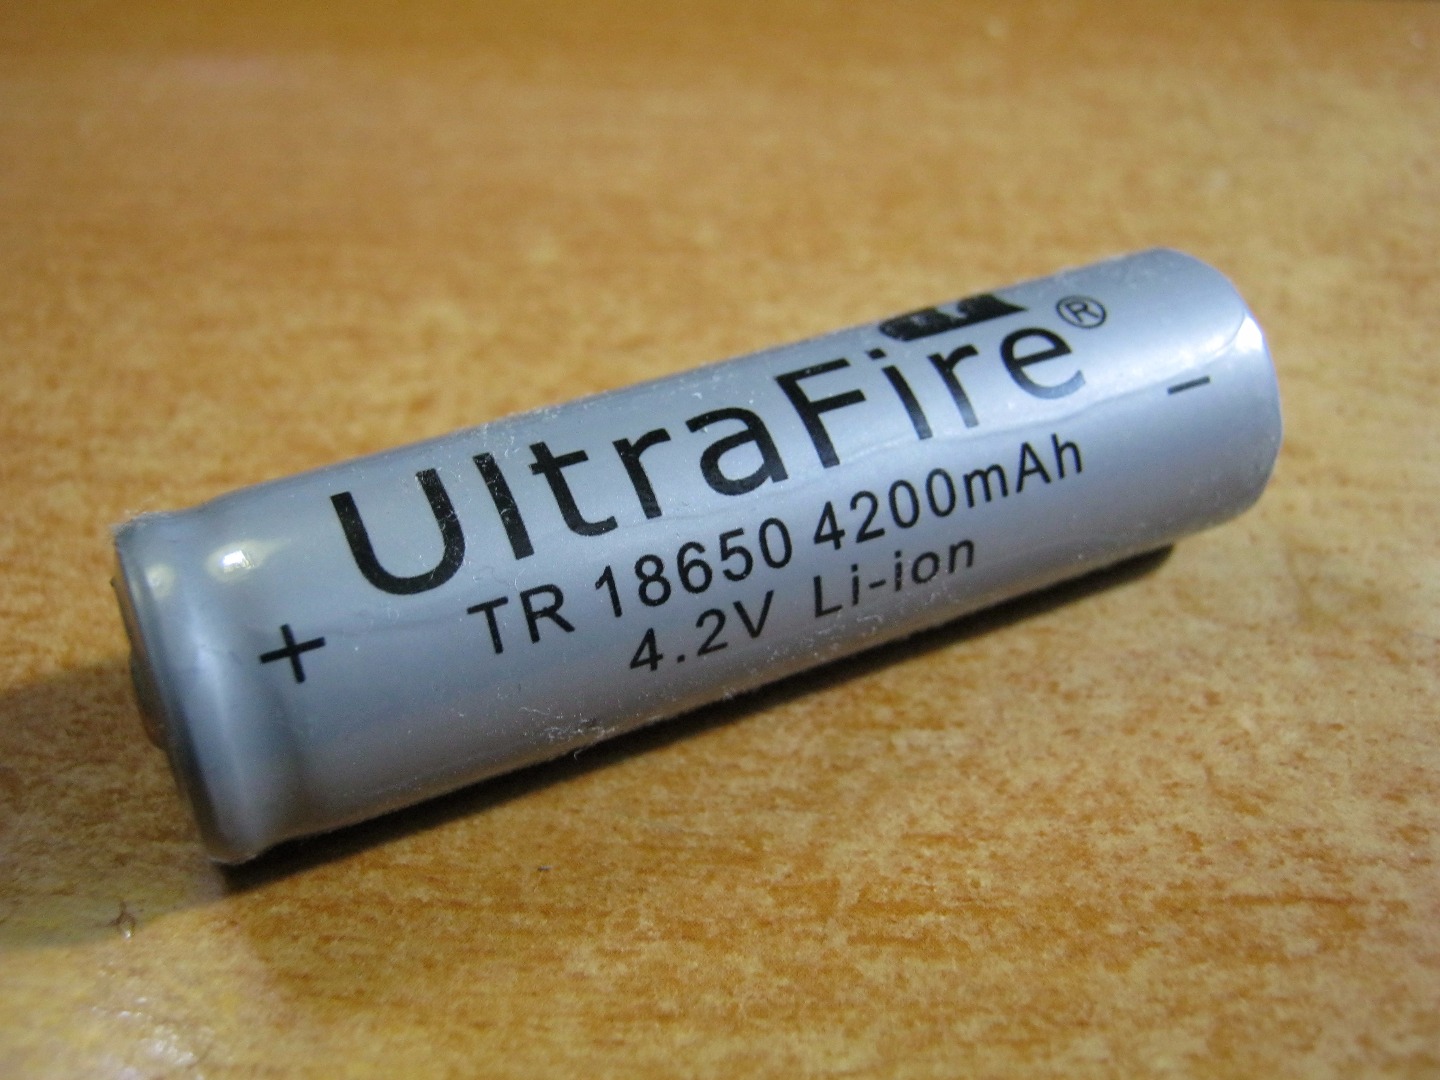 UltraFire®
TR 18650 4200mAh
4.2V Li-ion
+ −